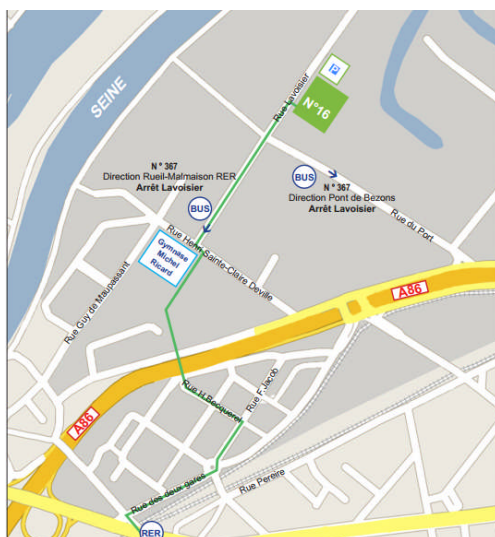 SEINE
P
Rue Lavoisier
N°16
N° 367
Direction Rueil-Malmaison RER
Arrêt Lavoisier
BUS
BUS
N° 367
Direction Pont de Bezons
Arrêt Lavoisier
Rue du Port
Rue Henri Sainte-Claire Deville
Gymnase
Michel
Ricard
Rue Guy de Maupassant
A86
A86
Rue H.Becquerel
Rue F.Jacob
Rue des deux gares
Rue Pereire
RER